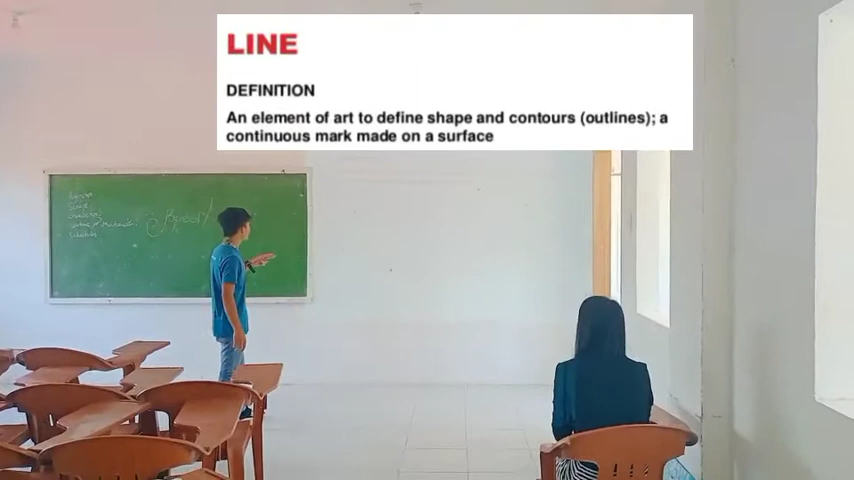 LINE
DEFINITION
An element of art to define shape and contours (outlines); a
continuous mark made on a surface